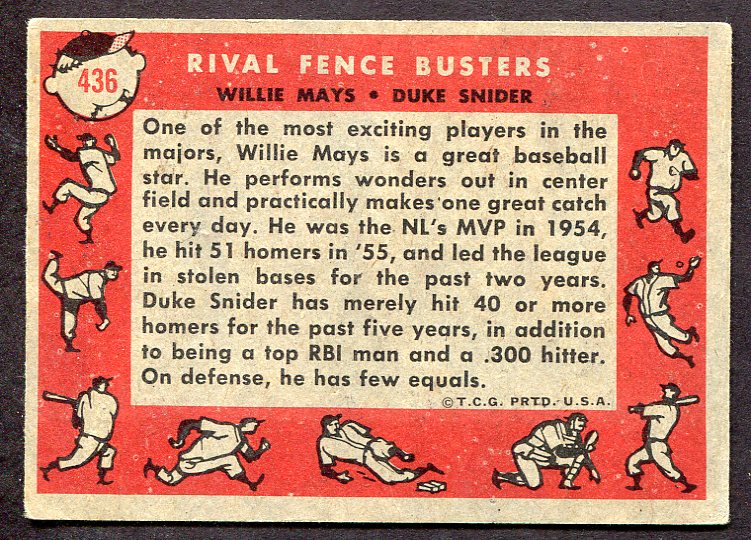 436
RIVAL FENCE BUSTERS
WILLIE MAYS • DUKE SNIDER
One of the most exciting players in the
majors, Willie Mays is a great baseball
star. He performs wonders out in center
field and practically makes one great catch
every day. He was the NL's MVP in 1954,
he hit 51 homers in '55, and led the league
in stolen bases for the past two years.
Duke Snider has merely hit 40 or more
homers for the past five years, in addition
to being a top RBI man and a .300 hitter.
On defense, he has few equals.
©T.C.G. PRTD. U.S.A.